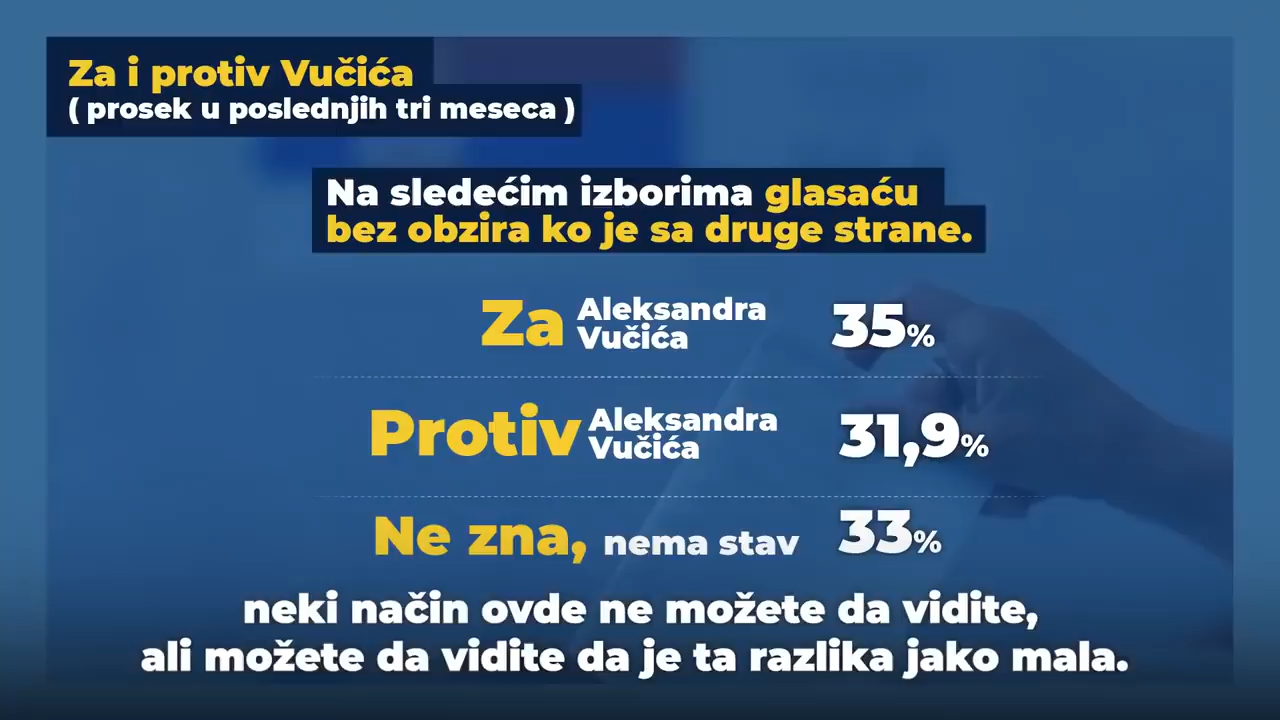 Za i protiv Vučića
( prosek u poslednjih tri meseca )
Na sledećim izborima glasaću
bez obzira ko je sa druge strane.
Za Aleksandra Vučića 35%
Protiv Aleksandra Vučića 31,9%
Ne zna, nema stav 33%
neki način ovde ne možete da vidite,
ali možete da vidite da je ta razlika jako mala.